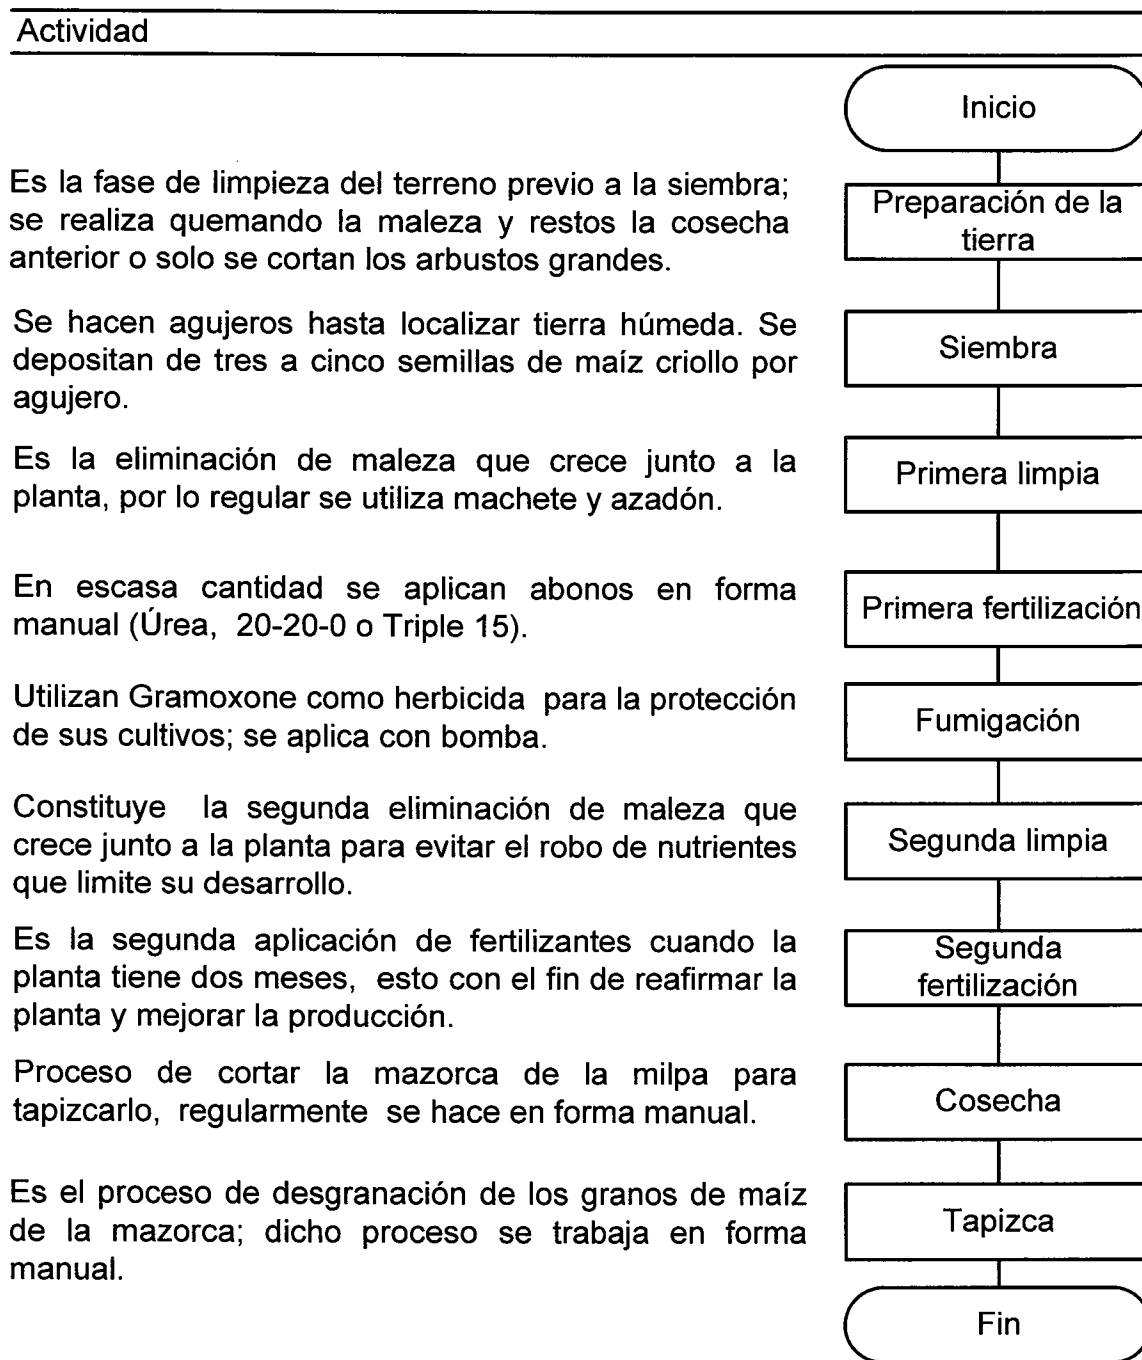 Actividad
Inicio
Es la fase de limpieza del terreno previo a la siembra;
se realiza quemando la maleza y restos la cosecha
anterior o solo se cortan los arbustos grandes.
Preparación de la
tierra
Se hacen agujeros hasta localizar tierra húmeda. Se
depositan de tres a cinco semillas de maíz criollo por
agujero.
Siembra
Es la eliminación de maleza que crece junto a la
planta, por lo regular se utiliza machete y azadón.
Primera limpia
En escasa cantidad se aplican abonos en forma
manual (Úrea, 20-20-0 o Triple 15).
Primera fertilización
Utilizan Gramoxone como herbicida para la protección
de sus cultivos; se aplica con bomba.
Fumigación
Constituye la segunda eliminación de maleza que
crece junto a la planta para evitar el robo de nutrientes
que limite su desarrollo.
Segunda limpia
Es la segunda aplicación de fertilizantes cuando la
planta tiene dos meses, esto con el fin de reafirmar la
planta y mejorar la producción.
Segunda
fertilización
Proceso de cortar la mazorca de la milpa para
tapizcarlo, regularmente se hace en forma manual.
Cosecha
Es el proceso de desgranación de los granos de maíz
de la mazorca; dicho proceso se trabaja en forma
manual.
Tapizca
Fin